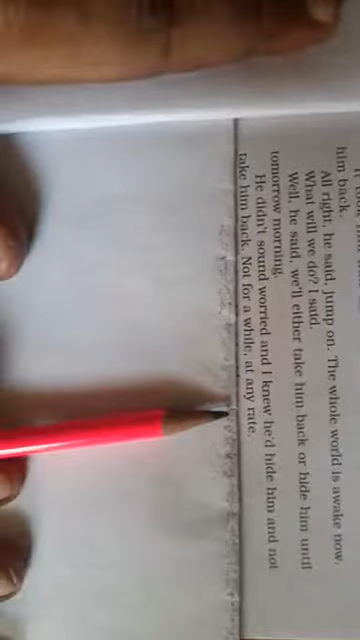 him back.
All right, he said, jump on. The whole world is awake now.
What will we do? I said.
Well, he said, we'll either take him back or hide him until
tomorrow morning.
He didn't sound worried and I knew he'd hide him and not
take him back. Not for a while, at any rate.